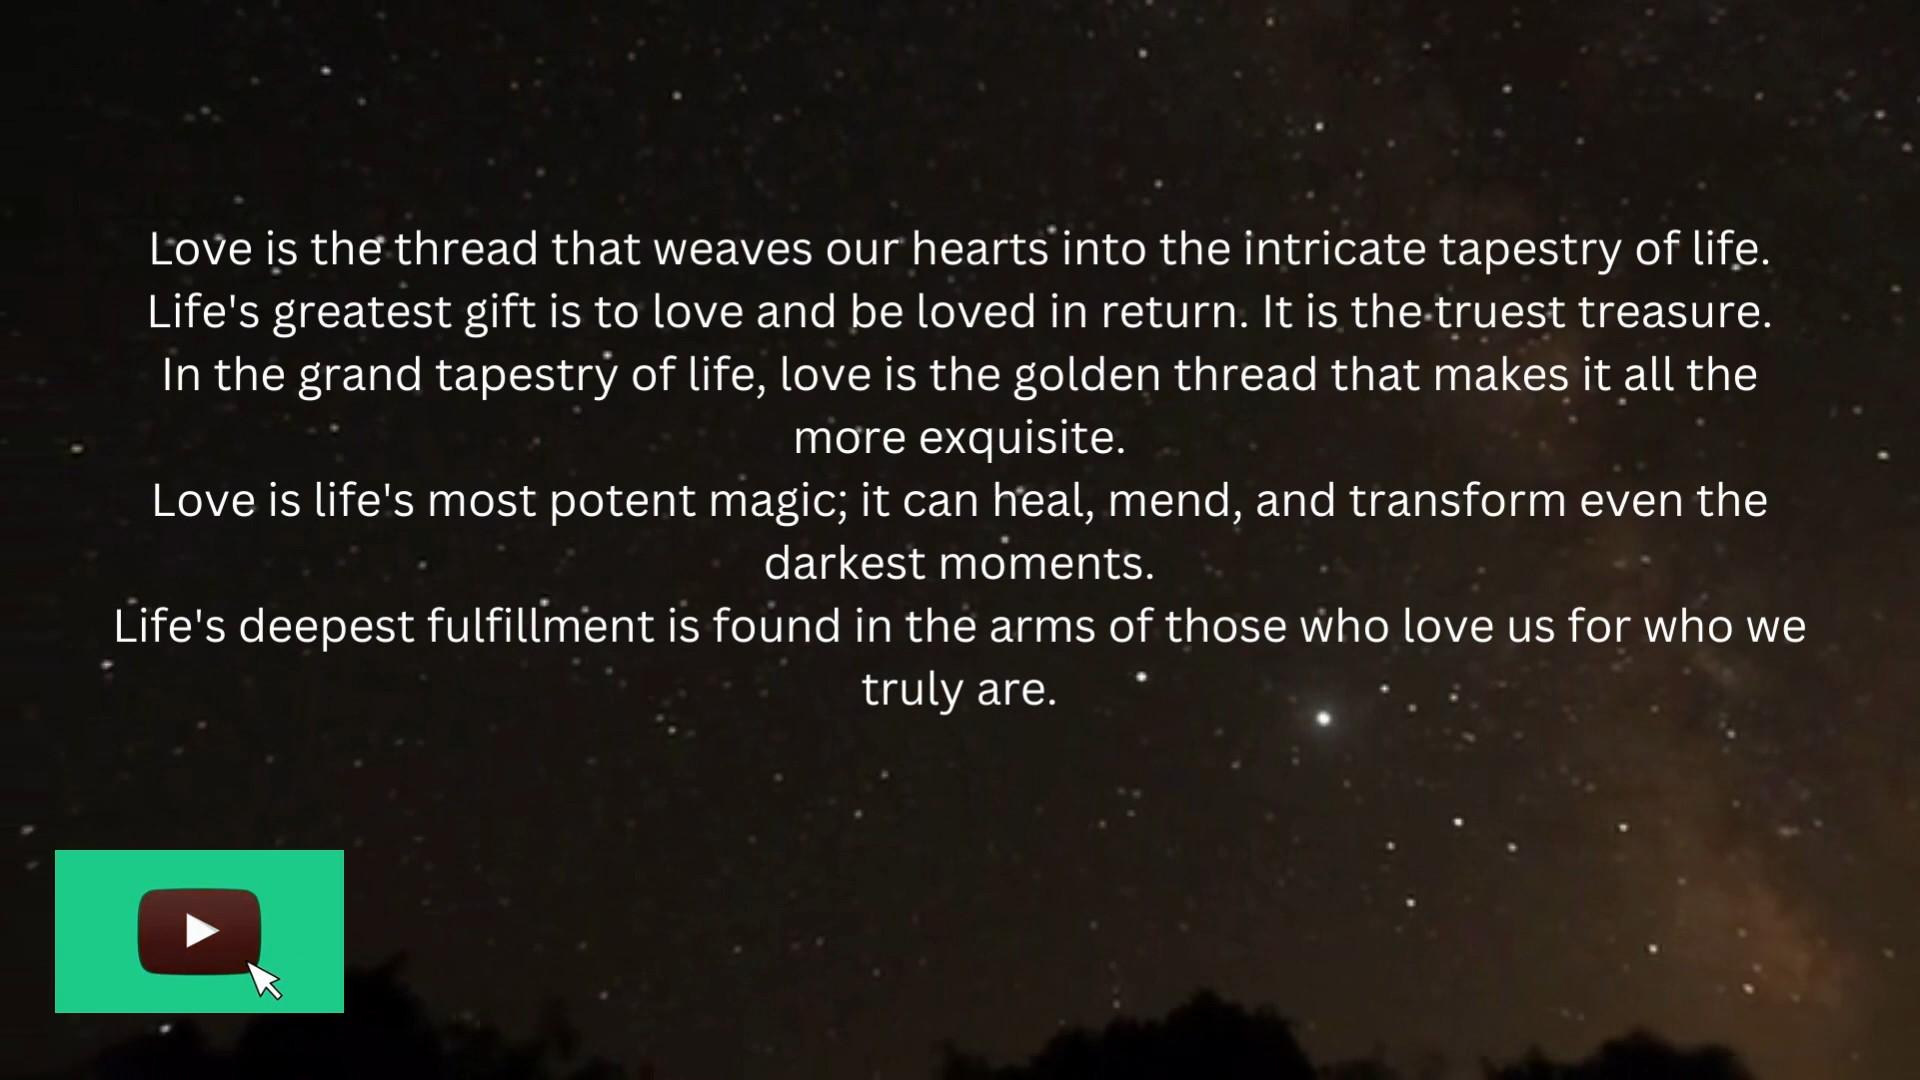 Love is the thread that weaves our hearts into the intricate tapestry of life.
Life's greatest gift is to love and be loved in return. It is the truest treasure.
In the grand tapestry of life, love is the golden thread that makes it all the
more exquisite.
Love is life's most potent magic; it can heal, mend, and transform even the
darkest moments.
Life's deepest fulfillment is found in the arms of those who love us for who we
truly are.